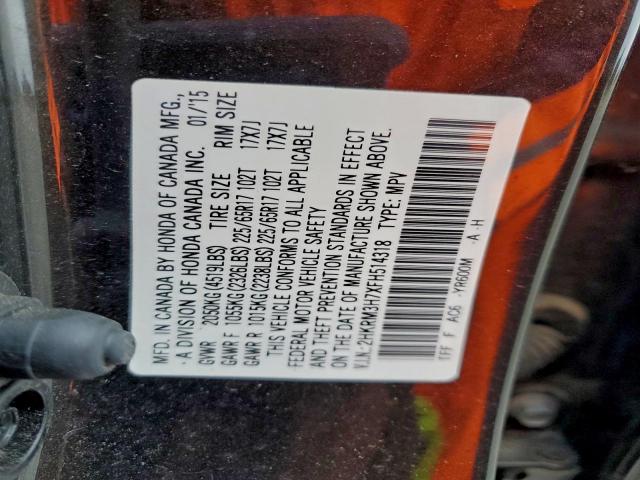 MFD. IN CANADA BY HONDA OF CANADA MFG.,
A DIVISION OF HONDA CANADA INC. 01/15
GVWR 2050KG(4519LBS) TIRE SIZE RIM SIZE
GAWR F 1055KG(2326LBS) 225/65R17 102T 17X7J
GAWR R 1015KG(2238LBS) 225/65R17 102T 17X7J
THIS VEHICLE CONFORMS TO ALL APPLICABLE
FEDERAL MOTOR VEHICLE SAFETY
AND THEFT PREVENTION STANDARDS IN EFFECT
ON THE DATE OF MANUFACTURE SHOWN ABOVE.
V.I.N.:2HKRM3H7XFH514318 TYPE: MPV
TFF F AC6 YR600M -A -H